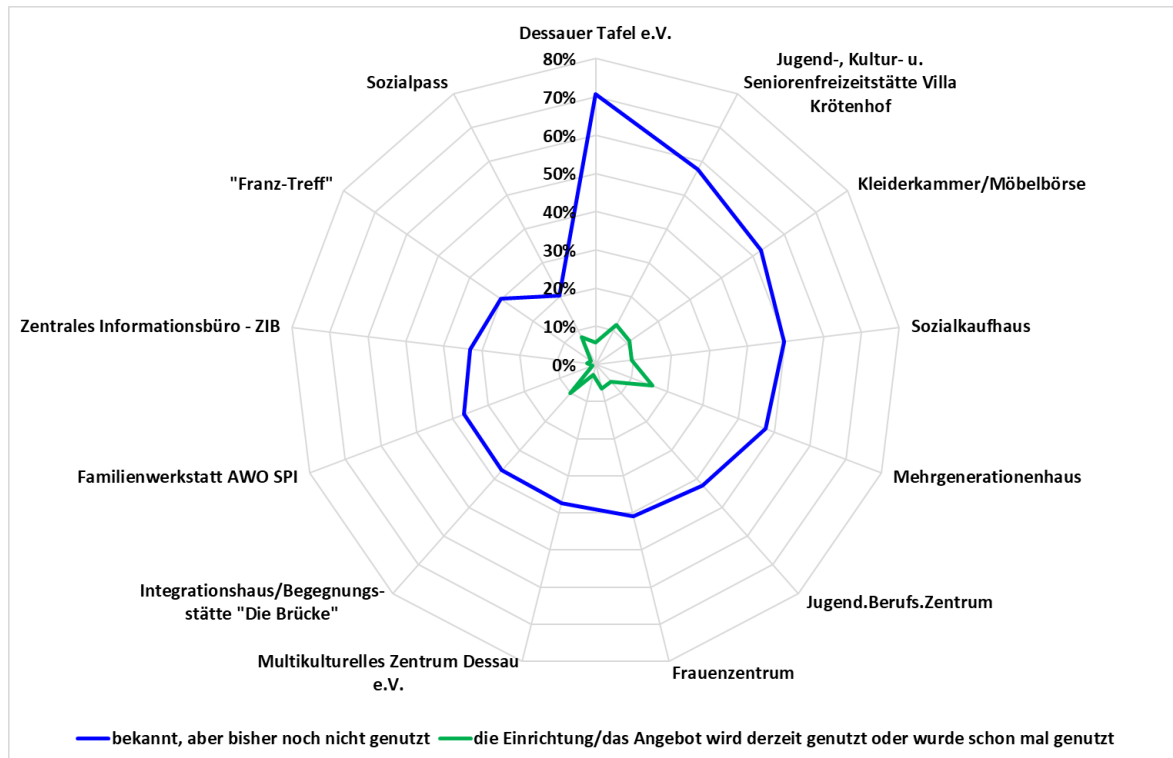 Dessauer Tafel e.V.
80%
70%
60%
50%
40%
30%
20%
10%
0%
Jugend-, Kultur- u.
Seniorenfreizeitstätte Villa
Krötenhof
Kleiderkammer/Möbelbörse
Sozialkaufhaus
Mehrgenerationenhaus
Jugend.Berufs.Zentrum
Frauenzentrum
Multikulturelles Zentrum Dessau
e.V.
Integrationshaus/Begegnungs-
stätte "Die Brücke"
Familienwerkstatt AWO SPI
Zentrales Informationsbüro - ZIB
"Franz-Treff"
Sozialpass
bekannt, aber bisher noch nicht genutzt
die Einrichtung/das Angebot wird derzeit genutzt oder wurde schon mal genutzt